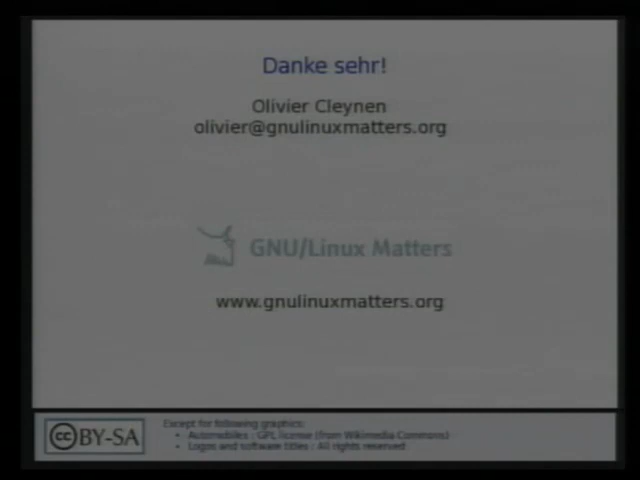 Danke sehr!
Olivier Cleynen
olivier@gnulinuxmatters.org
GNU/Linux Matters
www.gnulinuxmatters.org
cc BY-SA
Except for following graphics:
• Automobiles : GPL license (from Wikimedia Commons)
• Logos and software titles : All rights reserved